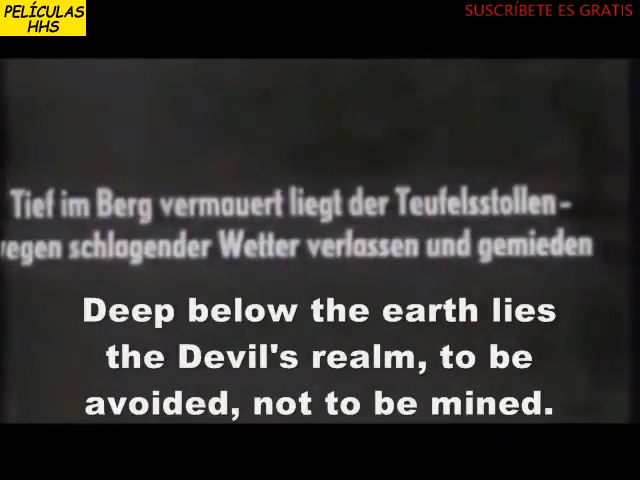 PELÍCULAS
HHS
SUSCRÍBETE ES GRATIS
Tief im Berg vermauert liegt der Teufelsstollen-
egen schlagender Wetter verlassen und gemieden
Deep below the earth lies
the Devil's realm, to be
avoided, not to be mined.